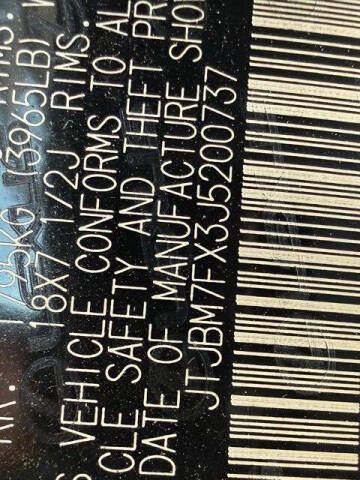 RR. 1795KG (3965LB) W
18X7 1/2J RIMS.
S VEHICLE CONFORMS TO AL
CLE SAFETY AND THEFT PR
DATE OF MANUFACTURE SHO
JTJBM7FX3J5200737